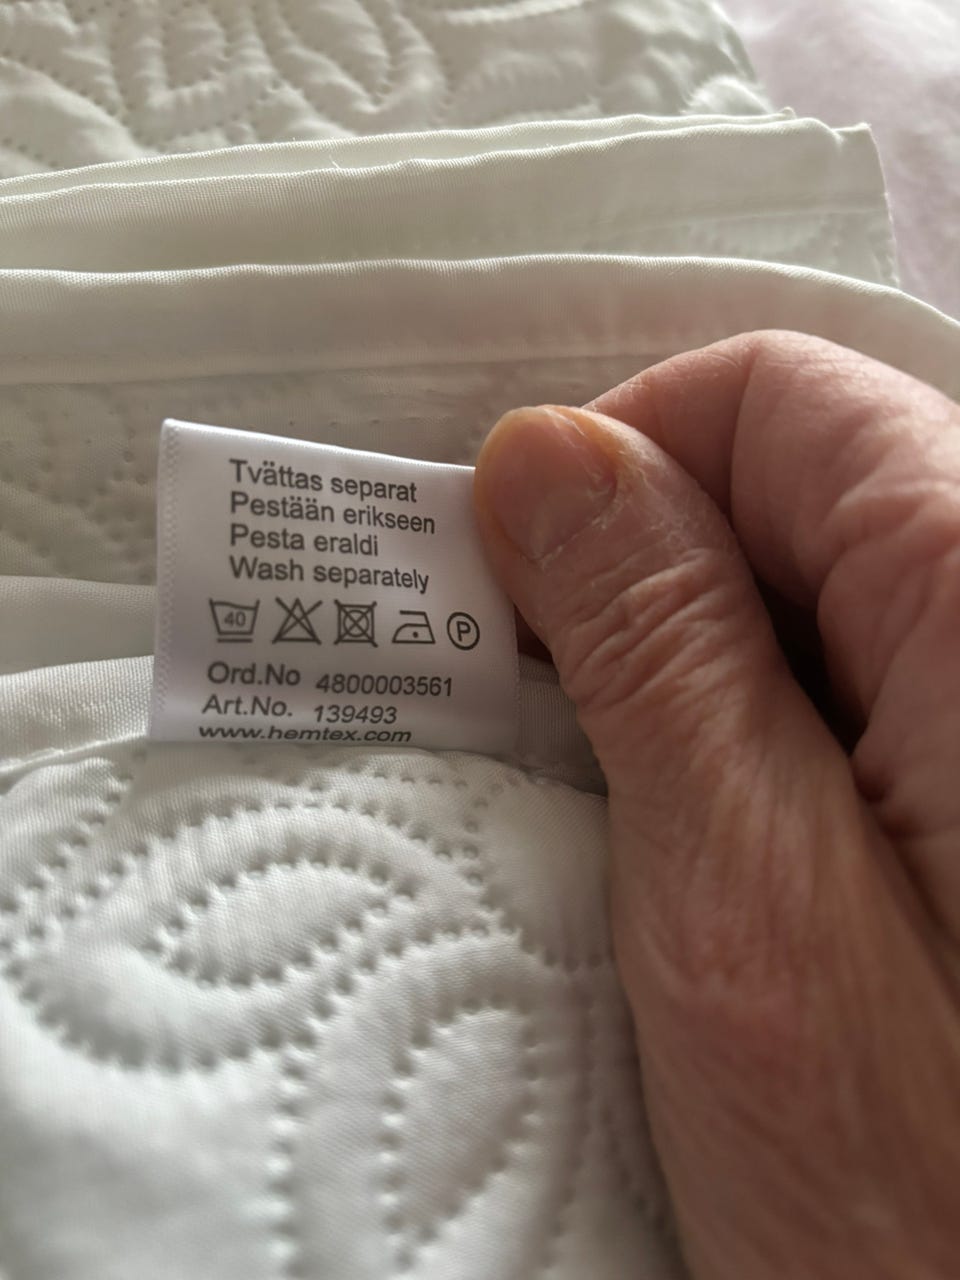 Tvättas separat
Pestään erikseen
Pesta eraldi
Wash separately
40 P
Ord.No 4800003561
Art.No. 139493
www.hemtex.com